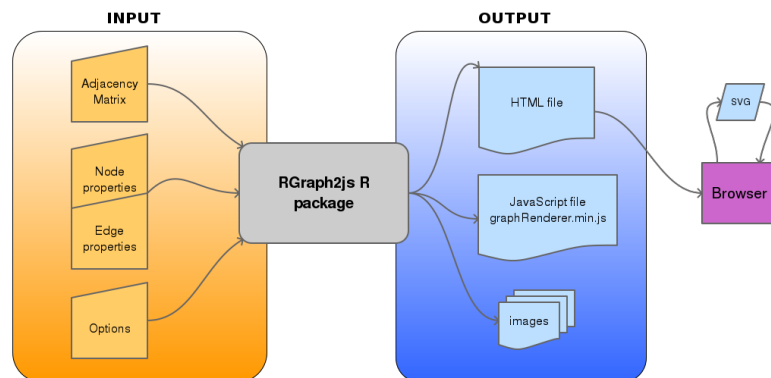 INPUT
OUTPUT
Adjacency
Matrix
Node
properties
Edge
properties
Options
RGraph2js R
package
HTML file
JavaScript file
graphRenderer.min.js
images
SVG
Browser